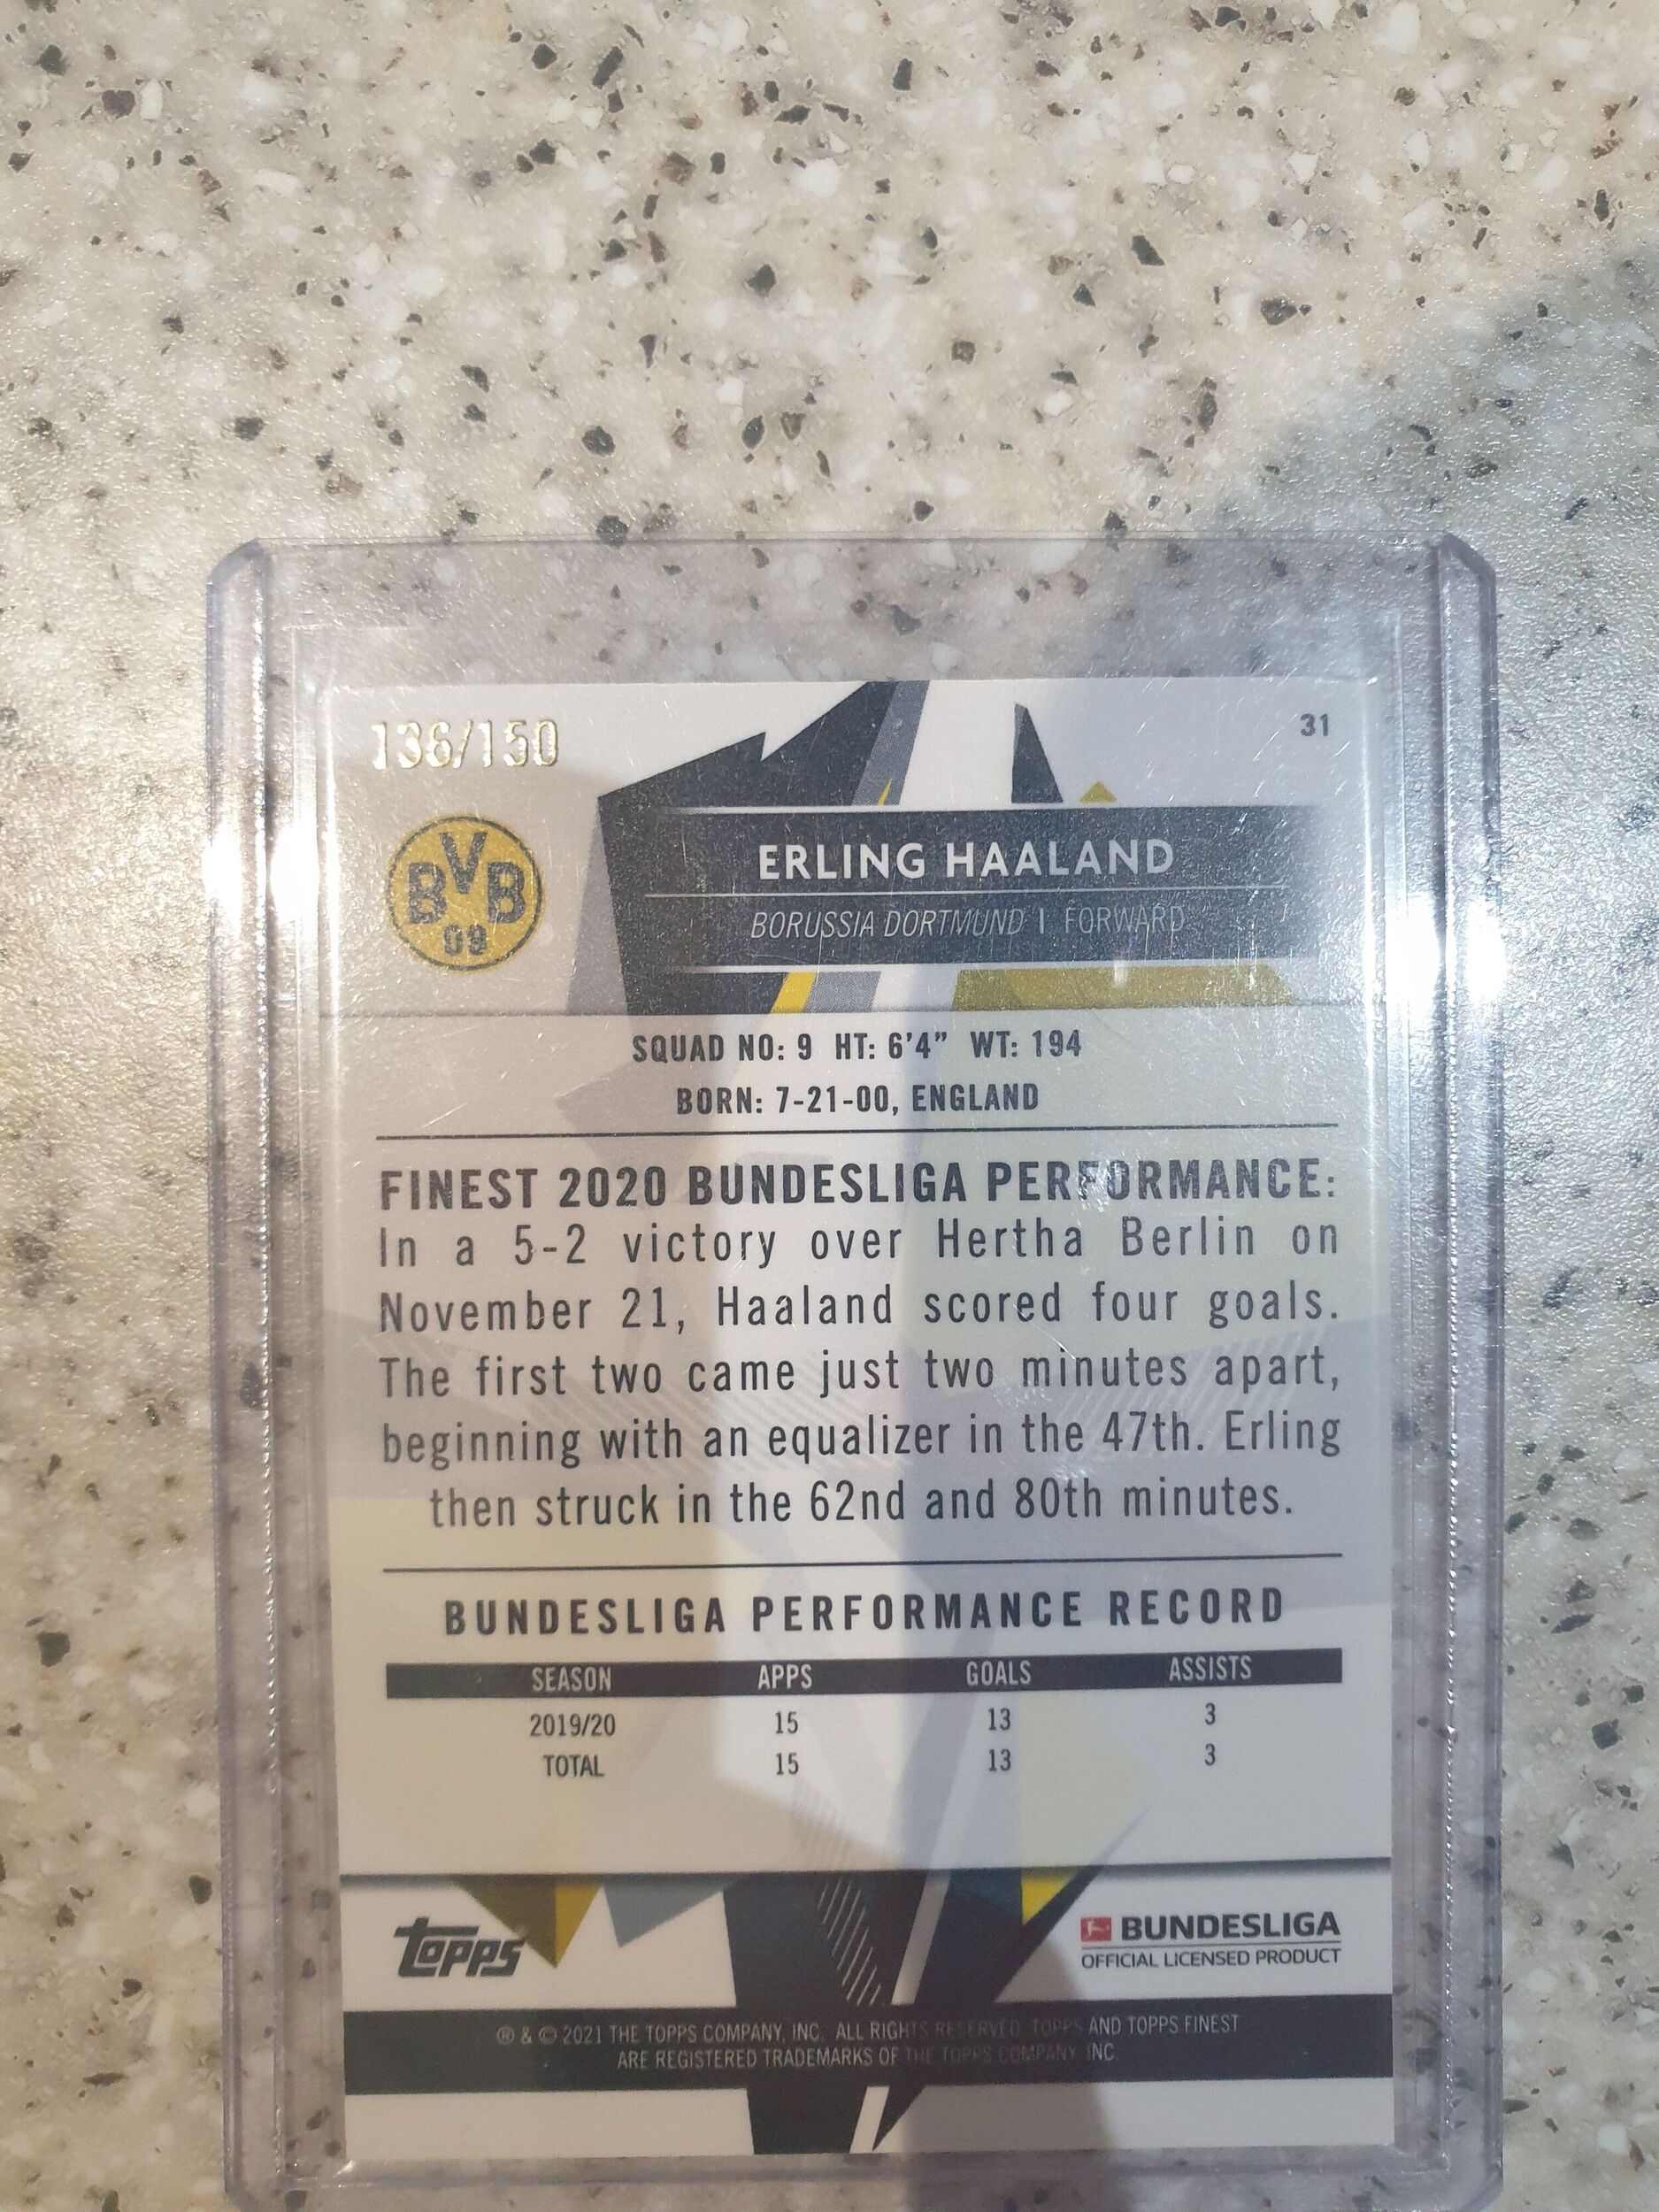 136/150
31
BVB
09
ERLING HAALAND
BORUSSIA DORTMUND | FORWARD
SQUAD NO: 9 HT: 6'4" WT: 194
BORN: 7-21-00, ENGLAND
FINEST 2020 BUNDESLIGA PERFORMANCE:
In a 5-2 victory over Hertha Berlin on
November 21, Haaland scored four goals.
The first two came just two minutes apart,
beginning with an equalizer in the 47th. Erling
then struck in the 62nd and 80th minutes.
BUNDESLIGA PERFORMANCE RECORD
SEASON APPS GOALS ASSISTS
2019/20 15 13 3
TOTAL 15 13 3
topps
BUNDESLIGA
OFFICIAL LICENSED PRODUCT
® & © 2021 THE TOPPS COMPANY, INC. ALL RIGHTS RESERVED. TOPPS AND TOPPS FINEST
ARE REGISTERED TRADEMARKS OF THE TOPPS COMPANY, INC.